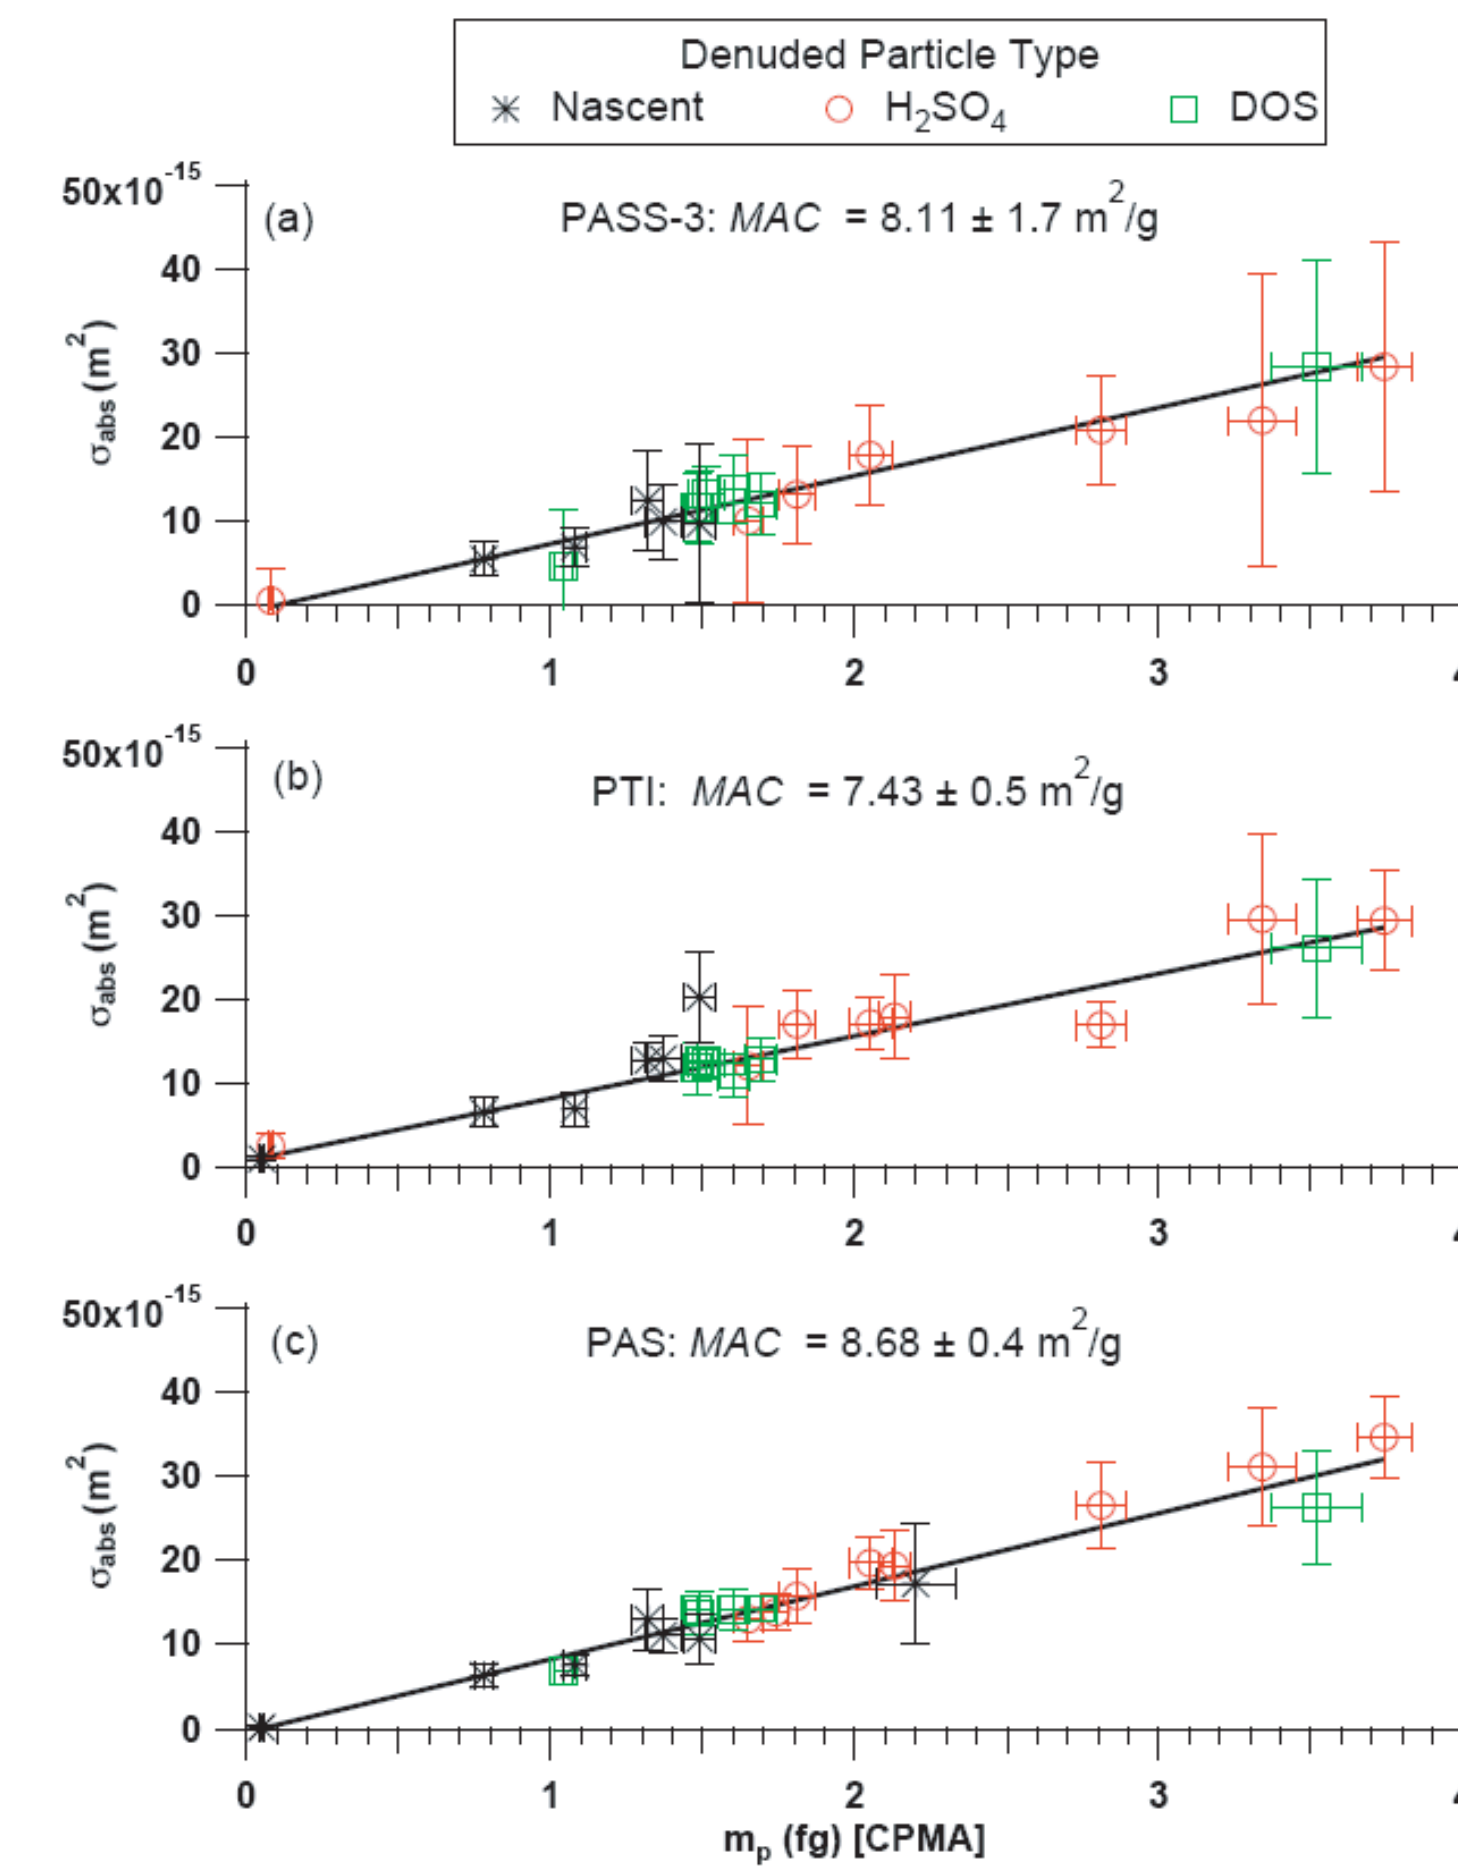 Denuded Particle Type
Nascent H₂SO₄ DOS
50x10⁻¹⁵
(a) PASS-3: MAC = 8.11 ± 1.7 m²/g
40
30
20
10
0
σabs (m²)
0 1 2 3 4
50x10⁻¹⁵
(b) PTI: MAC = 7.43 ± 0.5 m²/g
40
30
20
10
0
σabs (m²)
0 1 2 3 4
50x10⁻¹⁵
(c) PAS: MAC = 8.68 ± 0.4 m²/g
40
30
20
10
0
σabs (m²)
0 1 2 3 4
mp (fg) [CPMA]